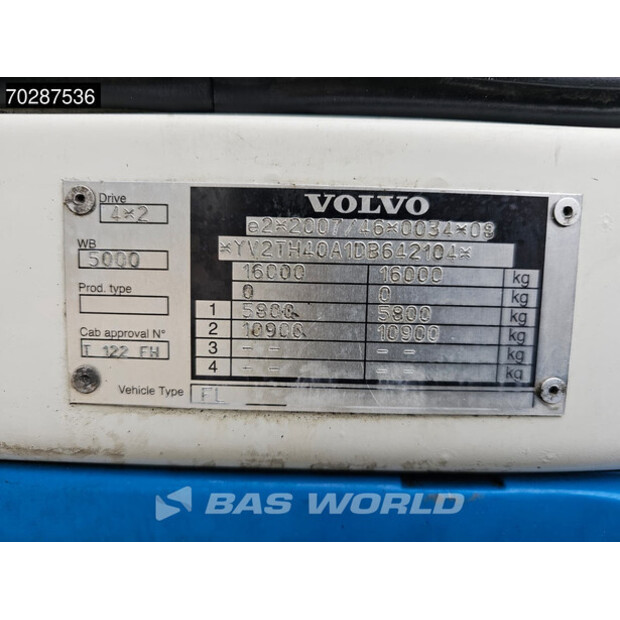 70287536
Drive
4*2
WB
5000
Prod. type
Cab approval N°
T 122 FH
VOLVO
e2*2007/46*0034*09
*YV2TH40A1DB642104*
16000 16000 kg
0 0 kg
1 5800 5800 kg
2 10900 10900 kg
3 -- -- kg
4 -- -- kg
Vehicle Type FL
BAS WORLD